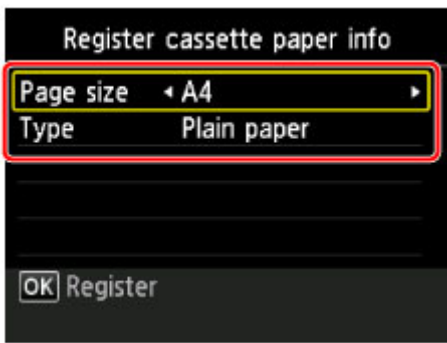 Register cassette paper info
Page size A4
Type Plain paper
OK Register